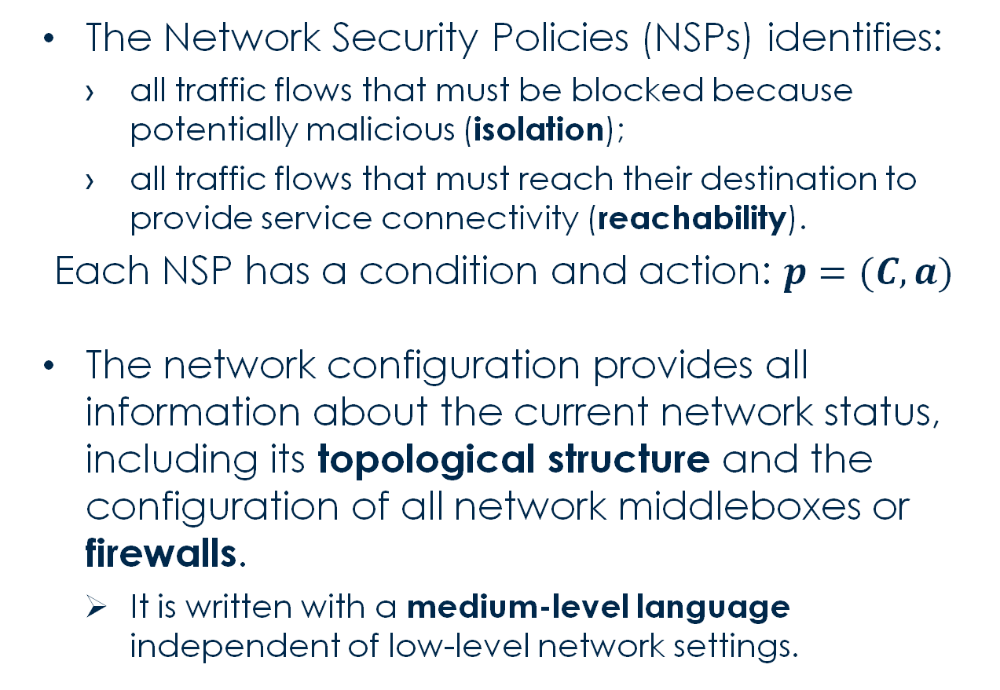 • The Network Security Policies (NSPs) identifies:
› all traffic flows that must be blocked because
potentially malicious (isolation);
› all traffic flows that must reach their destination to
provide service connectivity (reachability).
Each NSP has a condition and action: p = (C, a)
• The network configuration provides all
information about the current network status,
including its topological structure and the
configuration of all network middleboxes or
firewalls.
➢ It is written with a medium-level language
independent of low-level network settings.